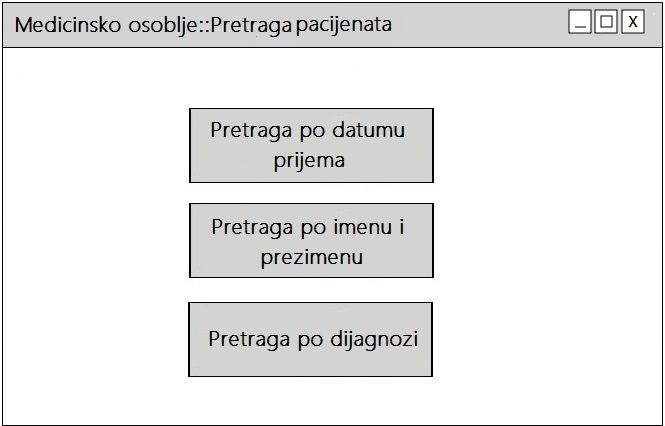 Medicinsko osoblje::Pretraga pacijenata
Pretraga po datumu
prijema
Pretraga po imenu i
prezimenu
Pretraga po dijagnozi